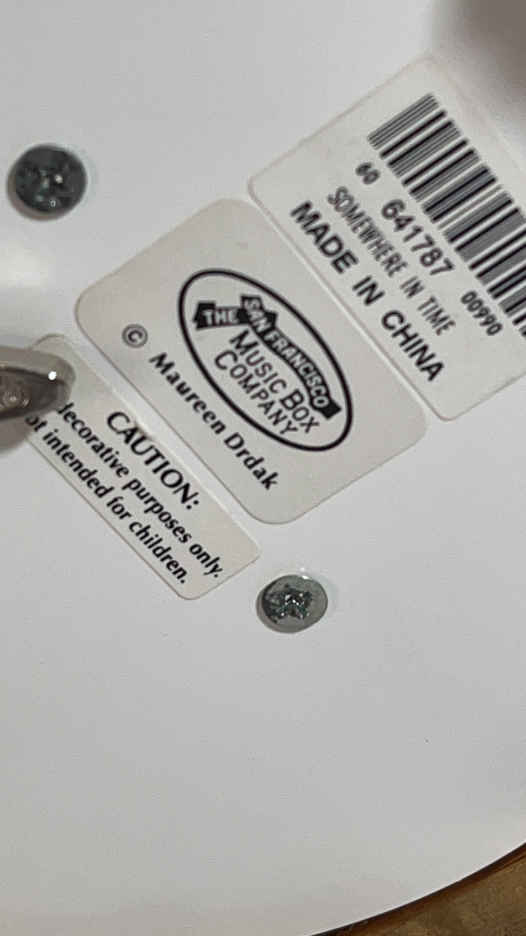 60 641787 00990
SOMEWHERE IN TIME
MADE IN CHINA
THE SAN FRANCISCO
MUSIC BOX
COMPANY
© Maureen Drdak
CAUTION:
decorative purposes only.
intended for children.